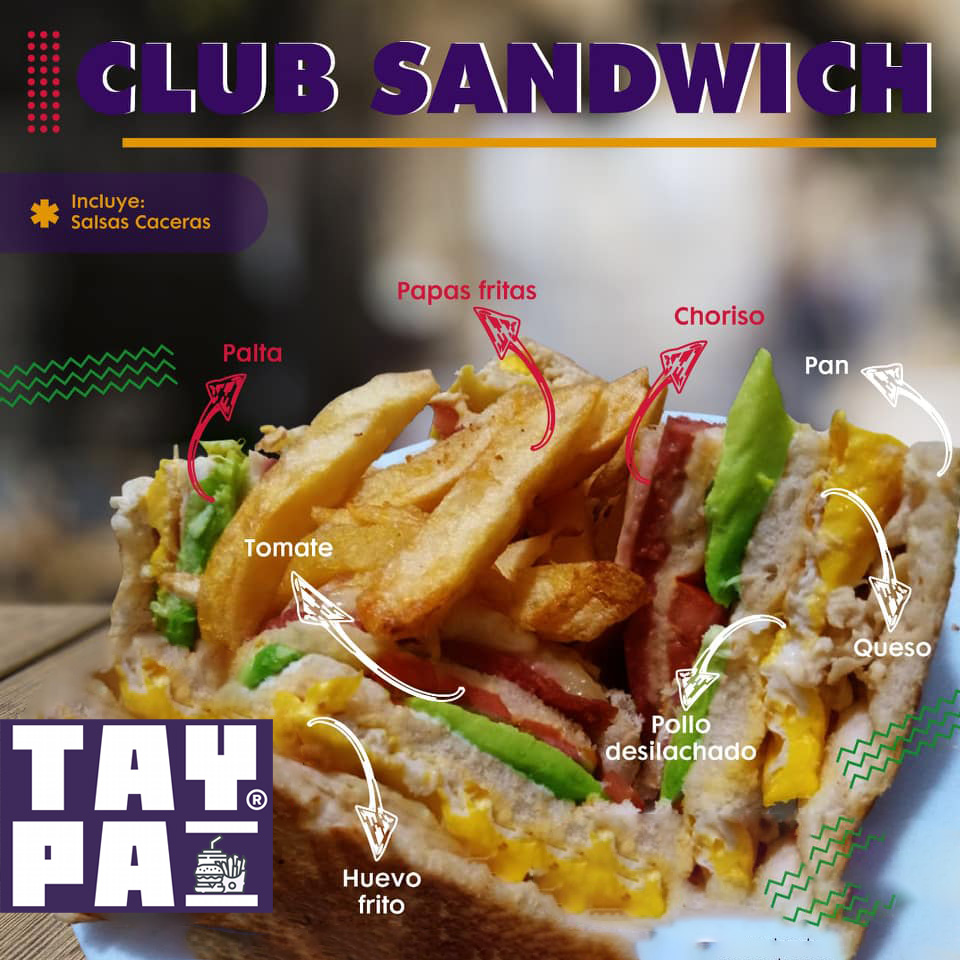 CLUB SANDWICH
Incluye:
Salsas Caceras
Papas fritas
Choriso
Palta
Pan
Tomate
Queso
Pollo
desilachado
Huevo
frito
TAY
PA
®